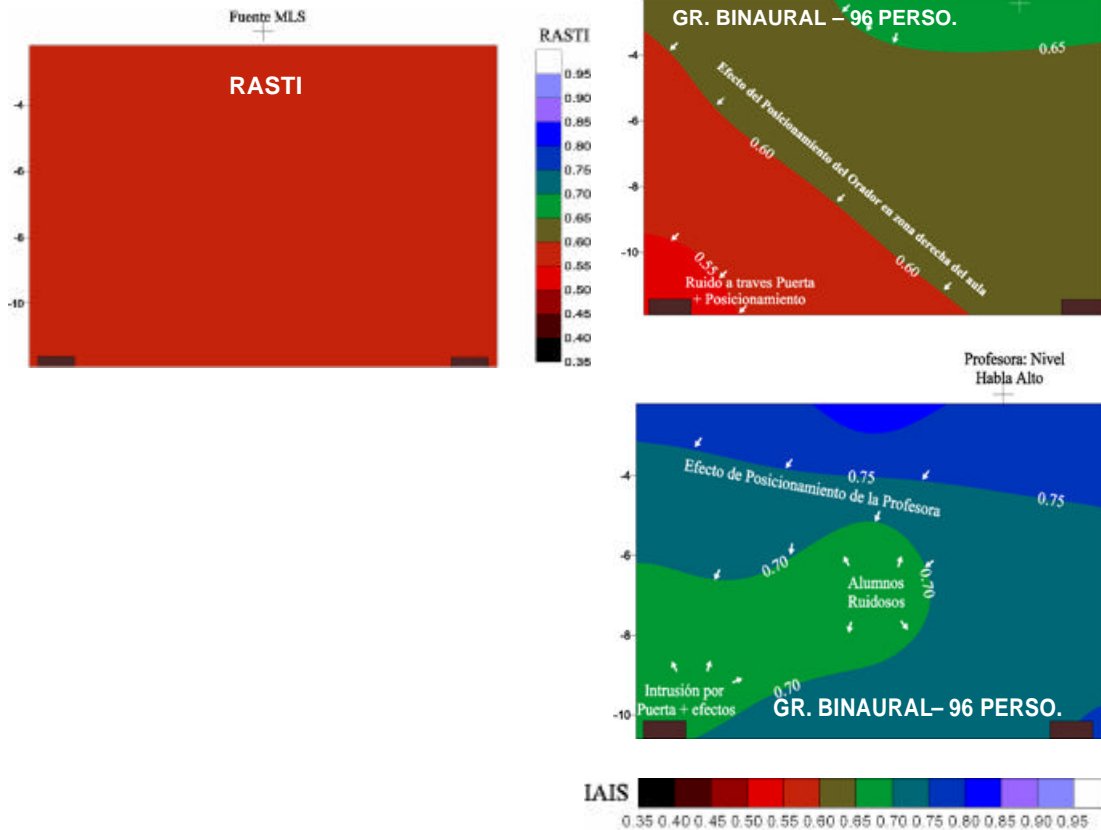 Fuente MLS
RASTI
-4
-6
-8
-10
RASTI
0.95
0.90
0.85
0.80
0.75
0.70
0.65
0.60
0.55
0.50
0.45
0.40
0.35
GR. BINAURAL – 96 PERSO.
0.65
-4
Efecto del Posicionamiento del Orador en zona derecha del aula
-6
0.60
-8
-10
0.55
0.60
Ruido a traves Puerta
+ Posicionamiento
Profesora: Nivel
Habla Alto
-4
Efecto de Posicionamiento de la Profesora
0.75
0.75
-6
0.70
0.70
Alumnos
Ruidosos
-8
Intrusión por
Puerta + efectos
0.70
GR. BINAURAL– 96 PERSO.
-10
IAIS
0.35 0.40 0.45 0.50 0.55 0.60 0.65 0.70 0.75 0.80 0.85 0.90 0.95